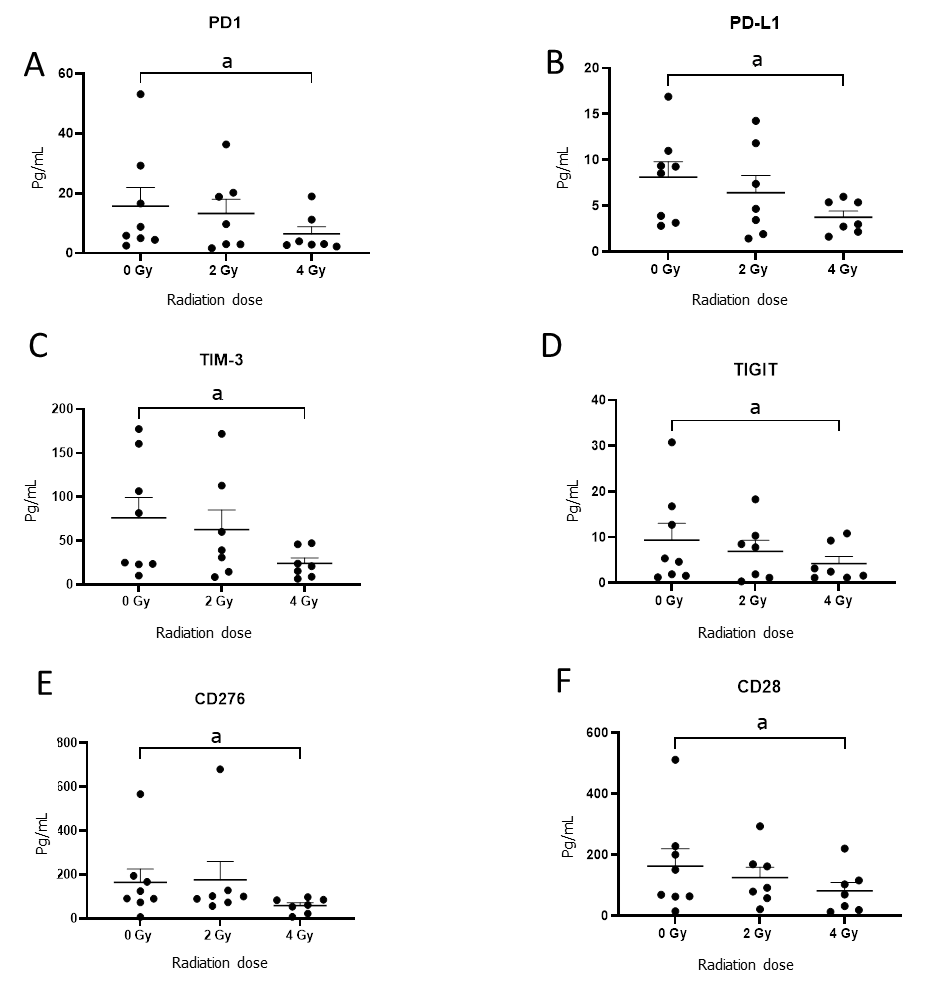 PD1
A
a
60
40
20
0
Pg/mL
0 Gy 2 Gy 4 Gy
Radiation dose
PD-L1
B
a
20
15
10
5
0
Pg/mL
0 Gy 2 Gy 4 Gy
Radiation dose
C
TIM-3
a
200
150
100
50
0
Pg/mL
0 Gy 2 Gy 4 Gy
Radiation dose
D
TIGIT
a
40
30
20
10
0
Pg/mL
0 Gy 2 Gy 4 Gy
Radiation dose
E
CD276
a
800
600
400
200
0
Pg/mL
0 Gy 2 Gy 4 Gy
Radiation dose
F
CD28
a
600
400
200
0
Pg/mL
0 Gy 2 Gy 4 Gy
Radiation dose